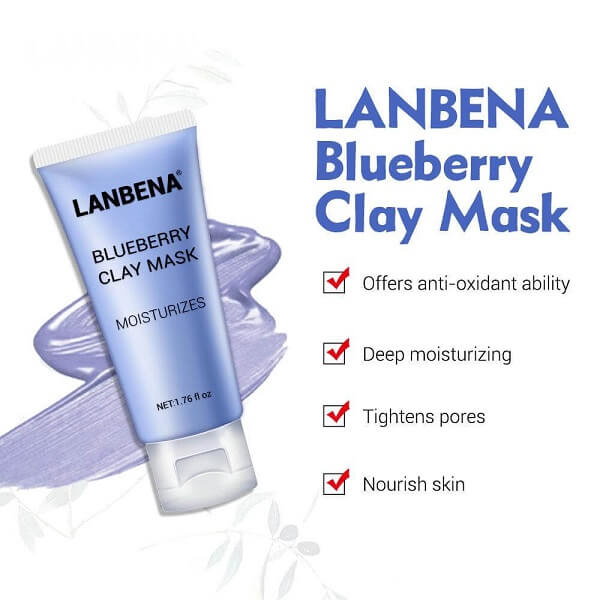 LANBENA®
BLUEBERRY
CLAY MASK
MOISTURIZES
NET:1.76 fl oz
LANBENA
Blueberry
Clay Mask
Offers anti-oxidant ability
Deep moisturizing
Tightens pores
Nourish skin